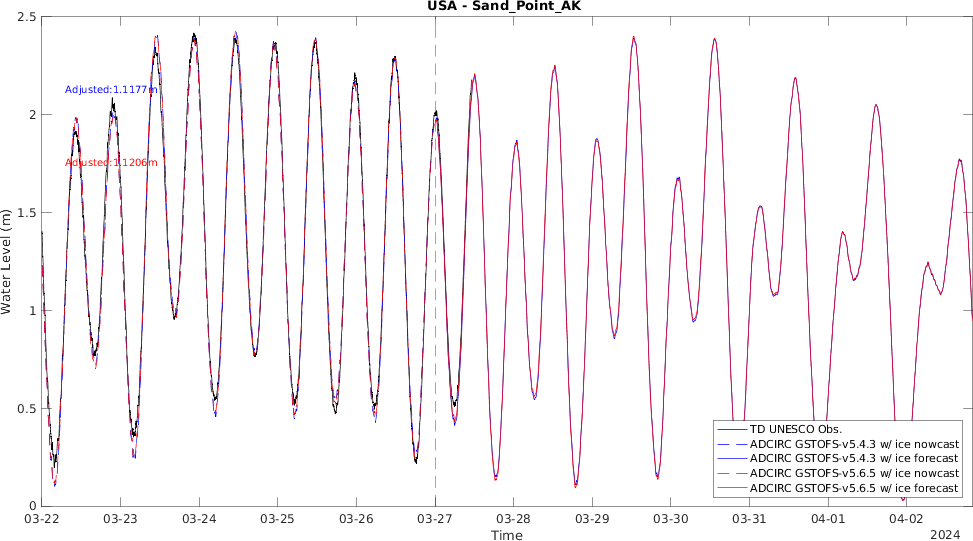 USA - Sand_Point_AK
2.5
2
1.5
1
0.5
0
Water Level (m)
Adjusted:1.1177m
Adjusted:1.1206m
TD UNESCO Obs.
ADCIRC GSTOFS-v5.4.3 w/ ice nowcast
ADCIRC GSTOFS-v5.4.3 w/ ice forecast
ADCIRC GSTOFS-v5.6.5 w/ ice nowcast
ADCIRC GSTOFS-v5.6.5 w/ ice forecast
03-22 03-23 03-24 03-25 03-26 03-27 03-28 03-29 03-30 03-31 04-01 04-02
Time
2024